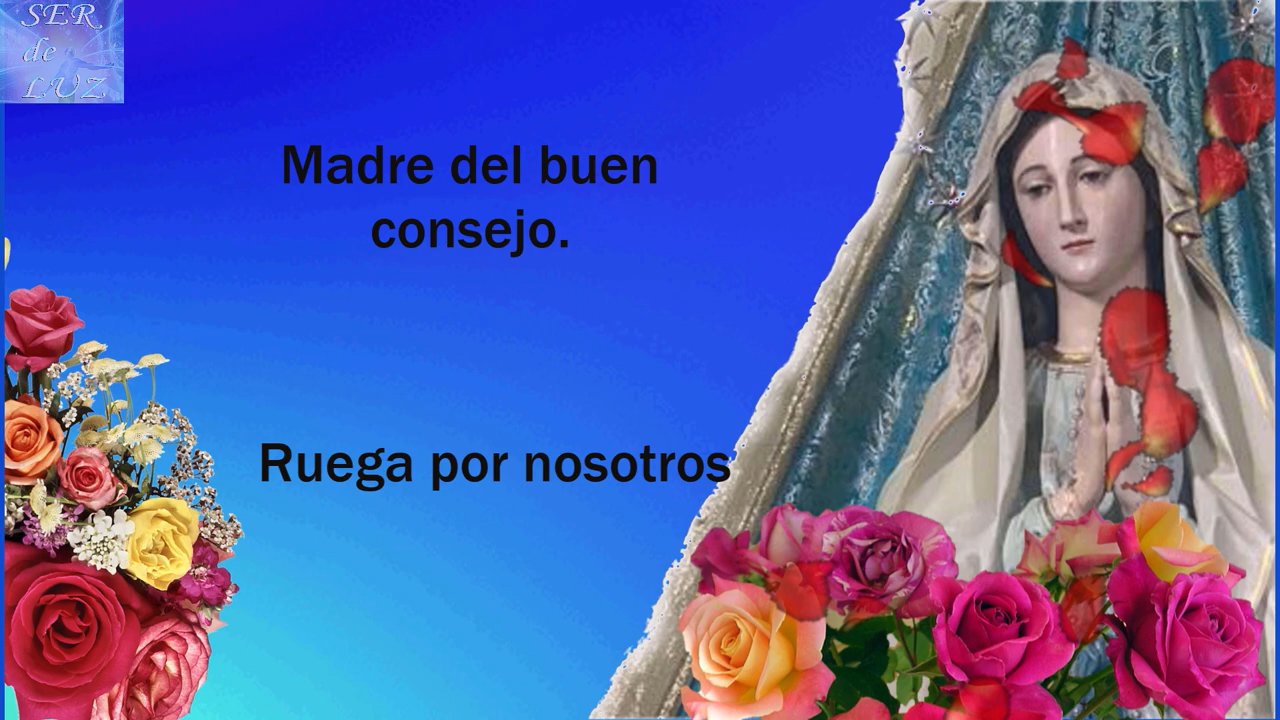 SER
de
LUZ
Madre del buen
consejo.
Ruega por nosotros